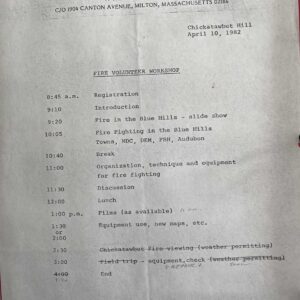 C/O 1904 CANTON AVENUE, MILTON, MASSACHUSETTS 02186
Chickatawbut Hill
April 10, 1982
FIRE VOLUNTEER WORKSHOP
8:45 a.m. Registration
9:10 Introduction
9:20 Fire in the Blue Hills - slide show
10:05 Fire Fighting in the Blue Hills
Towns, MDC, DEM, FBH, Audubon
10:40 Break
11:00 Organization, technique and equipment
for fire fighting
11:30 Discussion
12:00 Lunch
1:00 p.m. Films (as available)
1:30 Equipment use, new maps, etc.
or
2:00
2:30 Chickatawbut fire viewing (weather permitting)
3:00 Field trip - equipment, check (weather permitting)
4:00 End